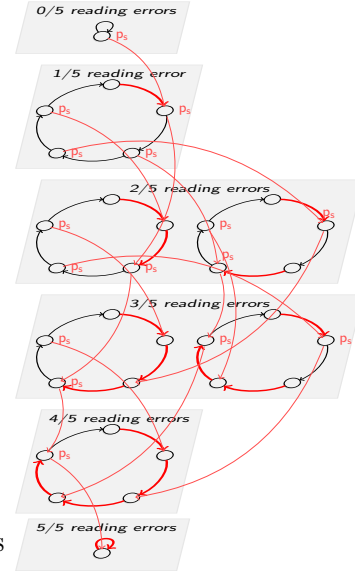 0/5 reading errors
pₛ
1/5 reading error
pₛ pₛ
pₛ pₛ
2/5 reading errors
pₛ pₛ pₛ
pₛ pₛ pₛ
3/5 reading errors
pₛ pₛ pₛ
pₛ
4/5 reading errors
pₛ
5/5 reading errors
s